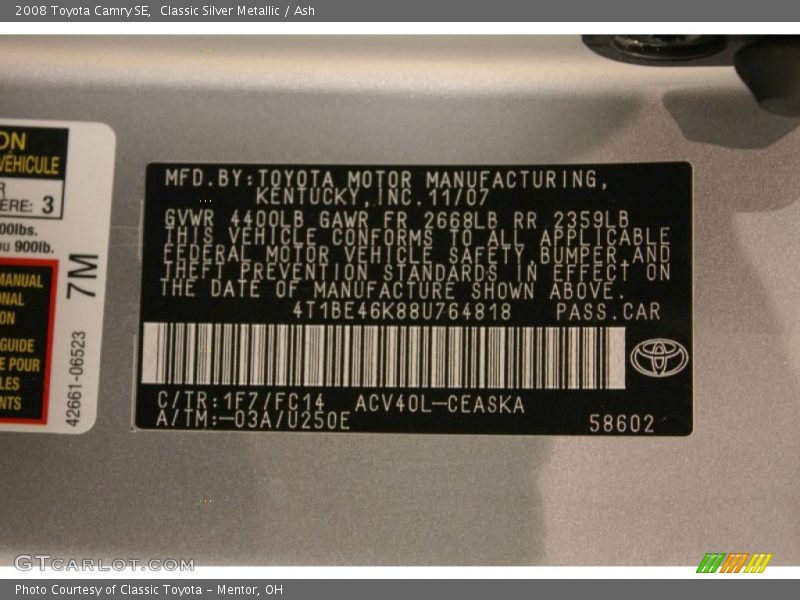 2008 Toyota Camry SE,  Classic Silver Metallic / Ash
ON
VÉHICULE
ÈRE: 3
00lbs.
ou 900lb.
MANUAL
ONAL
ON
GUIDE
E POUR
LES
NTS
7M
42661-06523
MFD.BY:TOYOTA MOTOR MANUFACTURING,
KENTUCKY,INC.11/07
GVWR 4400LB GAWR FR 2668LB RR 2359LB
THIS VEHICLE CONFORMS TO ALL APPLICABLE
FEDERAL MOTOR VEHICLE SAFETY,BUMPER,AND
THEFT PREVENTION STANDARDS IN EFFECT ON
THE DATE OF MANUFACTURE SHOWN ABOVE.
4T1BE46K88U764818 PASS.CAR
C/TR:1F7/FC14 ACV40L-CEASKA
A/TM:-03A/U250E
58602
GTCARLOT.COM
Photo Courtesy of Classic Toyota - Mentor, OH